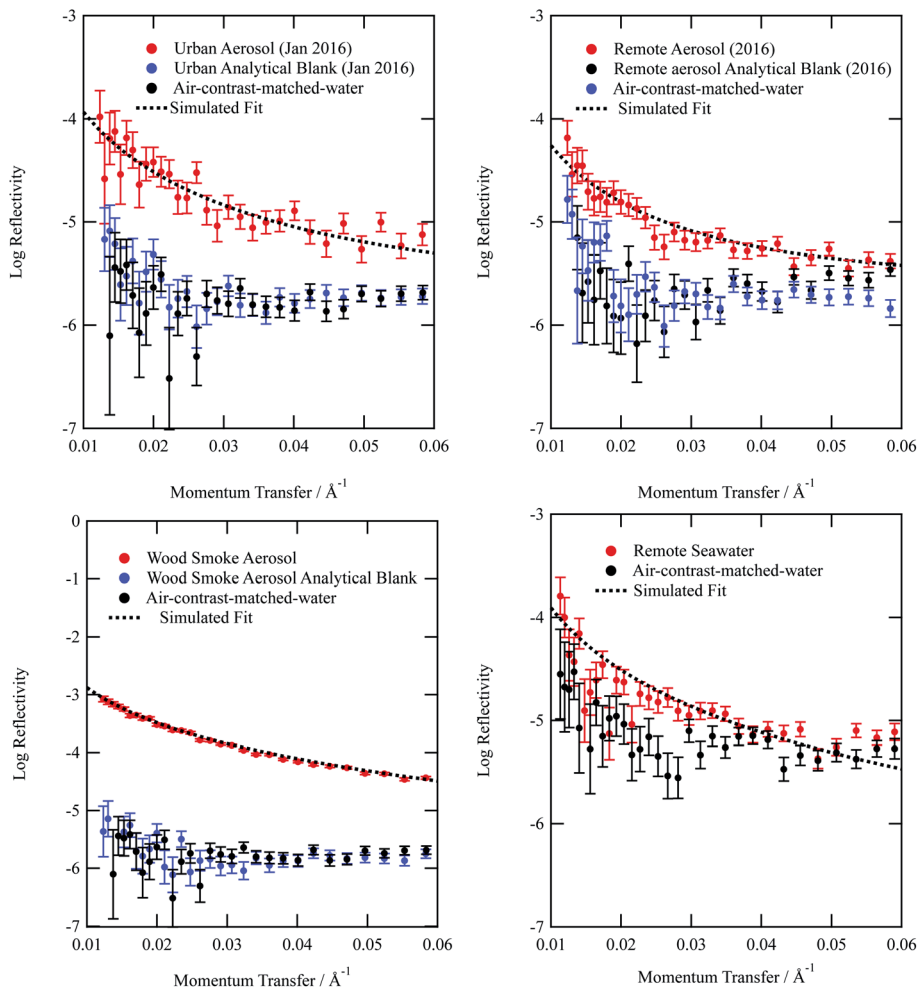 -3
Urban Aerosol (Jan 2016)
Urban Analytical Blank (Jan 2016)
Air-contrast-matched-water
Simulated Fit
-4
-5
-6
-7
Log Reflectivity
0.01 0.02 0.03 0.04 0.05 0.06
Momentum Transfer / Å-1
-3
Remote Aerosol (2016)
Remote aerosol Analytical Blank (2016)
Air-contrast-matched-water
Simulated Fit
-4
-5
-6
-7
Log Reflectivity
0.01 0.02 0.03 0.04 0.05 0.06
Momentum Transfer / Å-1
0
Wood Smoke Aerosol
Wood Smoke Aerosol Analytical Blank
Air-contrast-matched-water
Simulated Fit
-1
-2
-3
-4
-5
-6
-7
Log Reflectivity
0.01 0.02 0.03 0.04 0.05 0.06
Momentum Transfer / Å-1
-3
Remote Seawater
Air-contrast-matched-water
Simulated Fit
-4
-5
-6
-7
Log Reflectivity
0.01 0.02 0.03 0.04 0.05 0.06
Momentum Transfer / Å-1